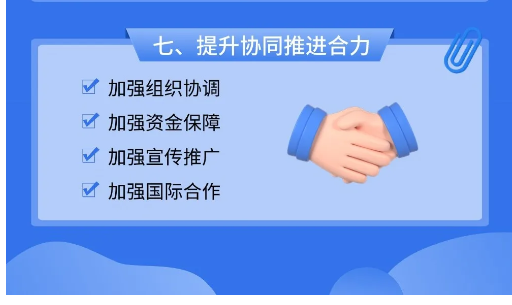 七、提升协同推进合力
加强组织协调
加强资金保障
加强宣传推广
加强国际合作